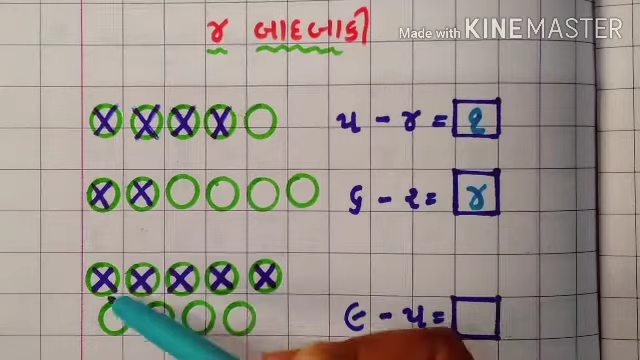 Made with KINEMASTER
૪ બાદબાકી
૫ - ૪ = ૧
૬ - ૨ = ૪
૯ - ૫ =